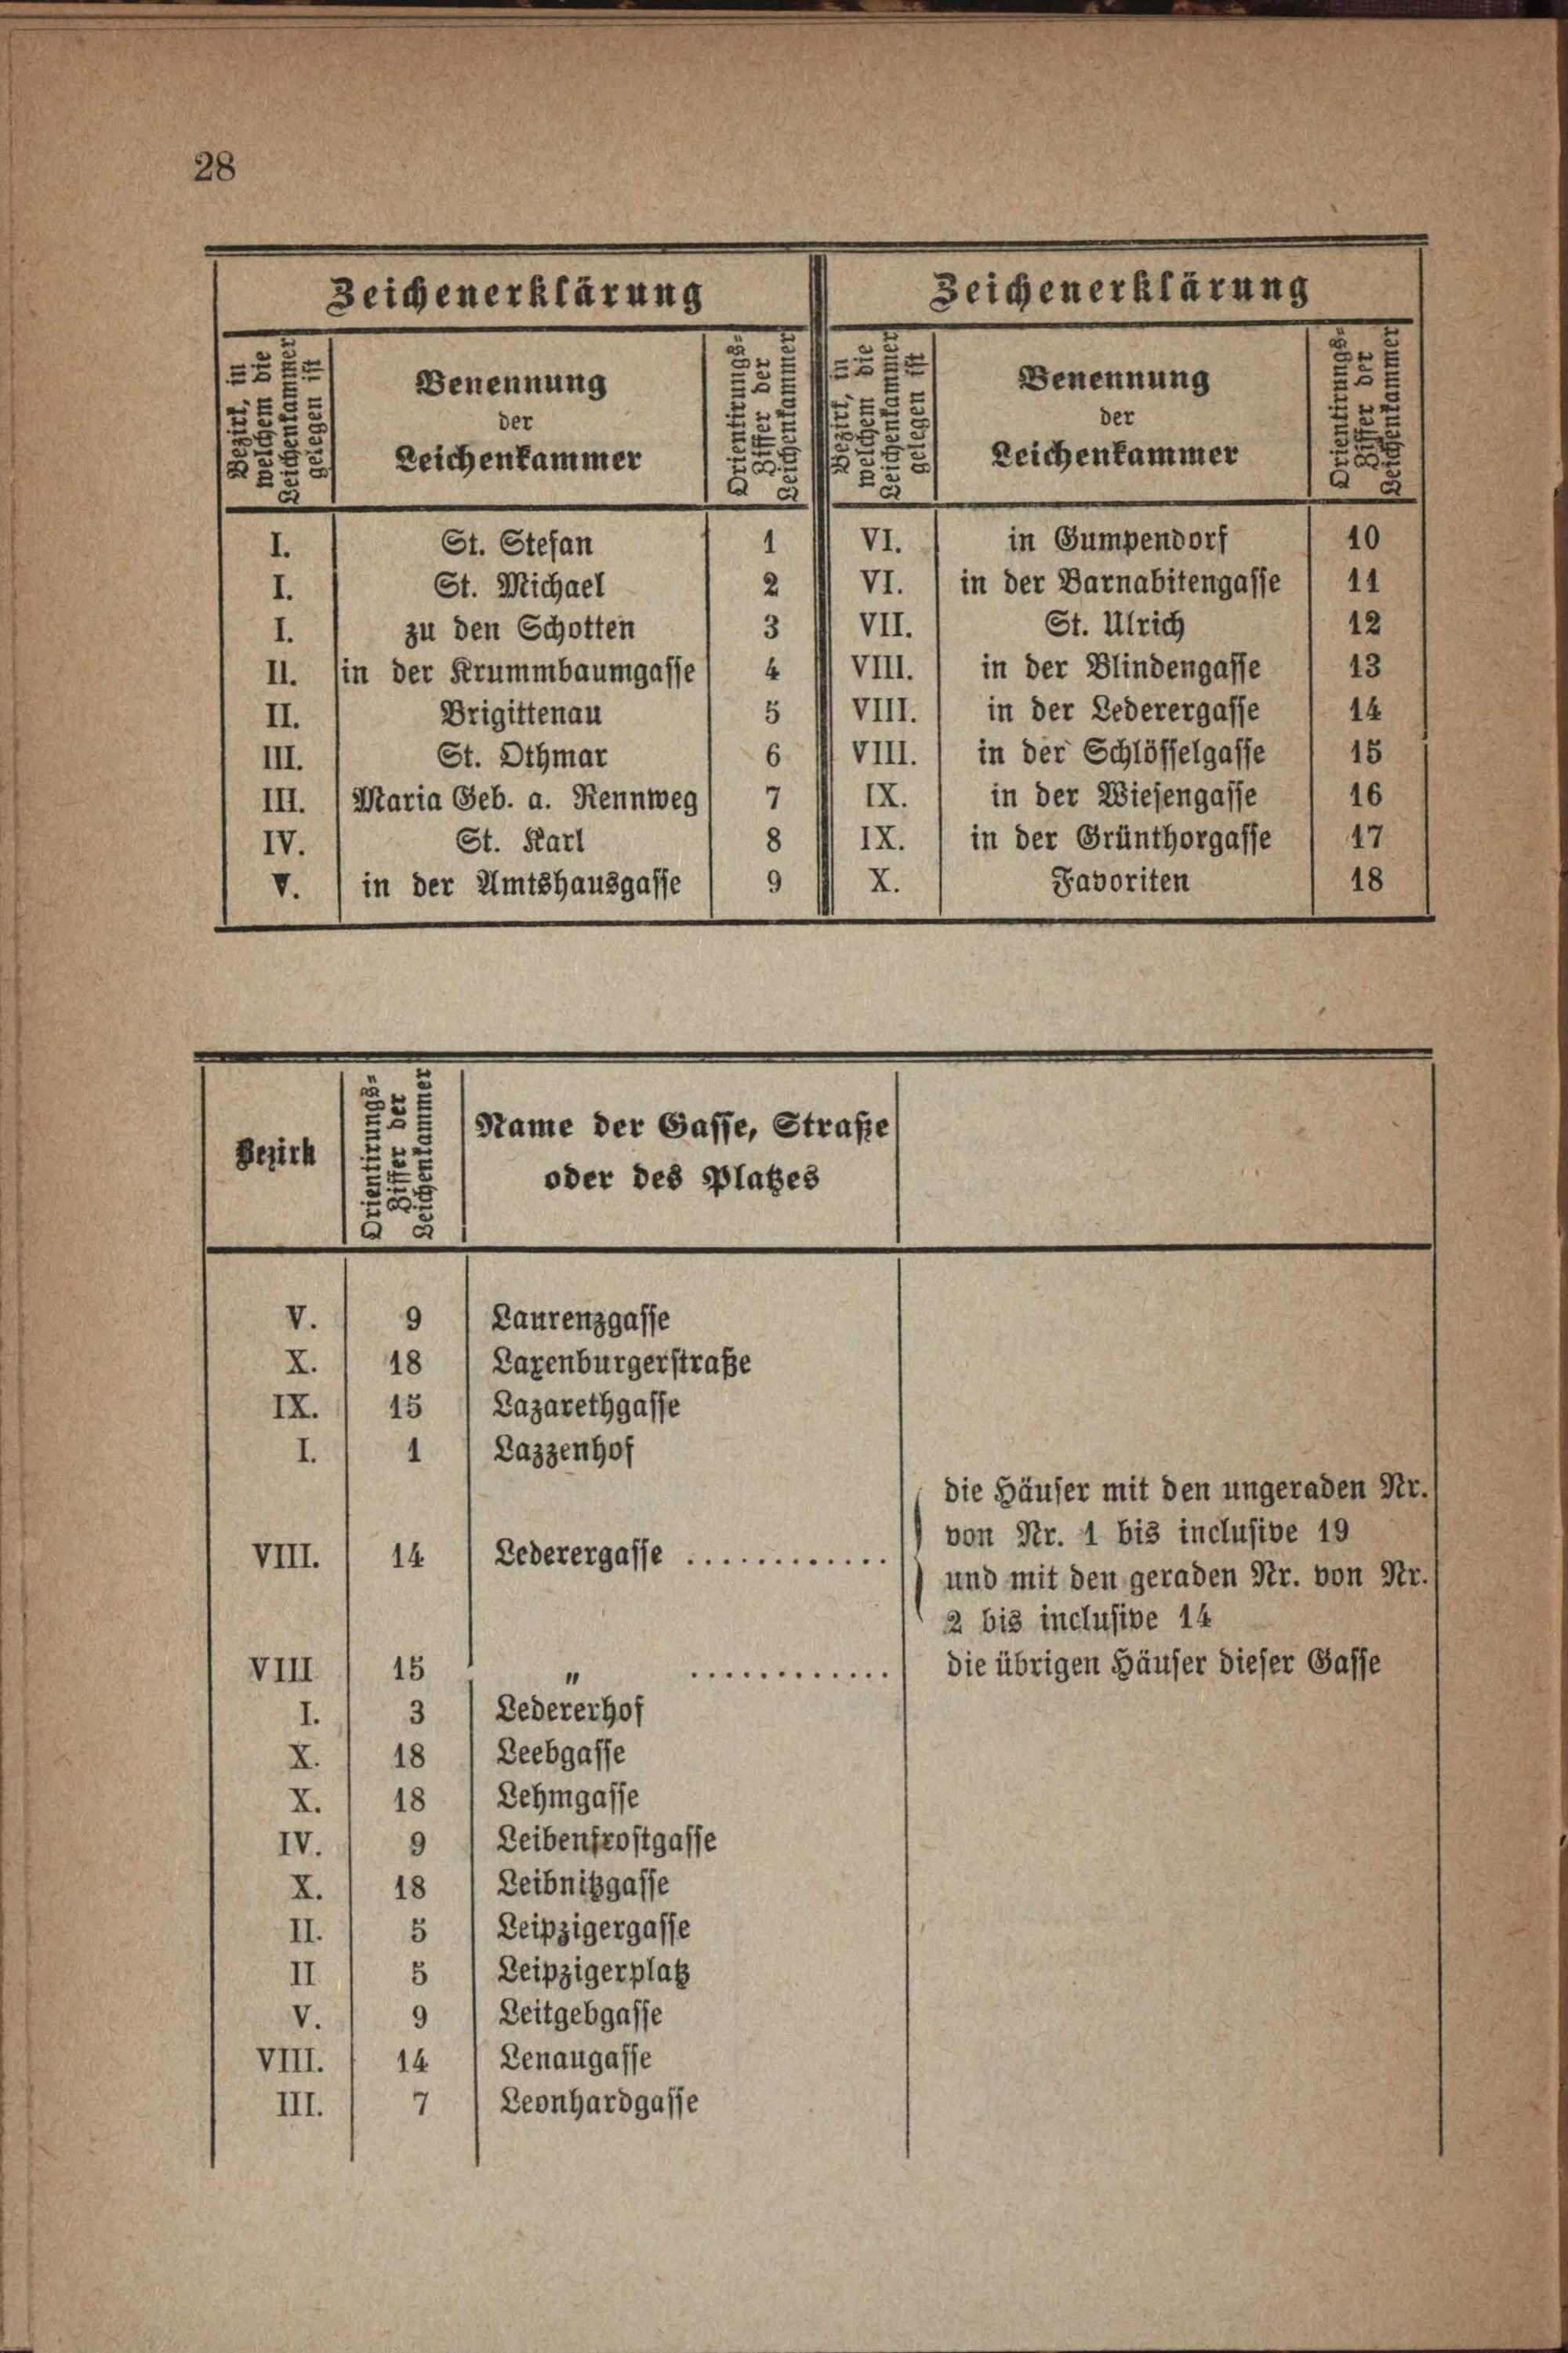 28
Zeichenerklärung
Bezirk, in
welchem die
Leichenkammer
gelegen ist
Benennung
der
Leichenkammer
Orientirungs-
Ziffer der
Leichenkammer
I. St. Stefan 1
I. St. Michael 2
I. zu den Schotten 3
II. in der Krummbaumgasse 4
II. Brigittenau 5
III. St. Othmar 6
III. Maria Geb. a. Rennweg 7
IV. St. Karl 8
V. in der Amtshausgasse 9
Zeichenerklärung
Bezirk, in
welchem die
Leichenkammer
gelegen ist
Benennung
der
Leichenkammer
Orientirungs-
Ziffer der
Leichenkammer
VI. in Gumpendorf 10
VI. in der Barnabitengasse 11
VII. St. Ulrich 12
VIII. in der Blindengasse 13
VIII. in der Lederergasse 14
VIII. in der Schlösselgasse 15
IX. in der Wiesengasse 16
IX. in der Grünthorgasse 17
X. Favoriten 18
Bezirk
Orientirungs-
Ziffer der
Leichenkammer
Name der Gasse, Straße
oder des Platzes
V. 9 Laurenzgasse
X. 18 Laxenburgerstraße
IX. 15 Lazarethgasse
I. 1 Lazzenhof
VIII. 14 Lederergasse ............
die Häuser mit den ungeraden Nr.
von Nr. 1 bis inclusive 19
und mit den geraden Nr. von Nr.
2 bis inclusive 14
VIII 15 " ............ die übrigen Häuser dieser Gasse
I. 3 Ledererhof
X. 18 Leebgasse
X. 18 Lehmgasse
IV. 9 Leibenfrostgasse
X. 18 Leibnitzgasse
II. 5 Leipzigergasse
II 5 Leipzigerplatz
V. 9 Leitgebgasse
VIII. 14 Lenaugasse
III. 7 Leonhardgasse